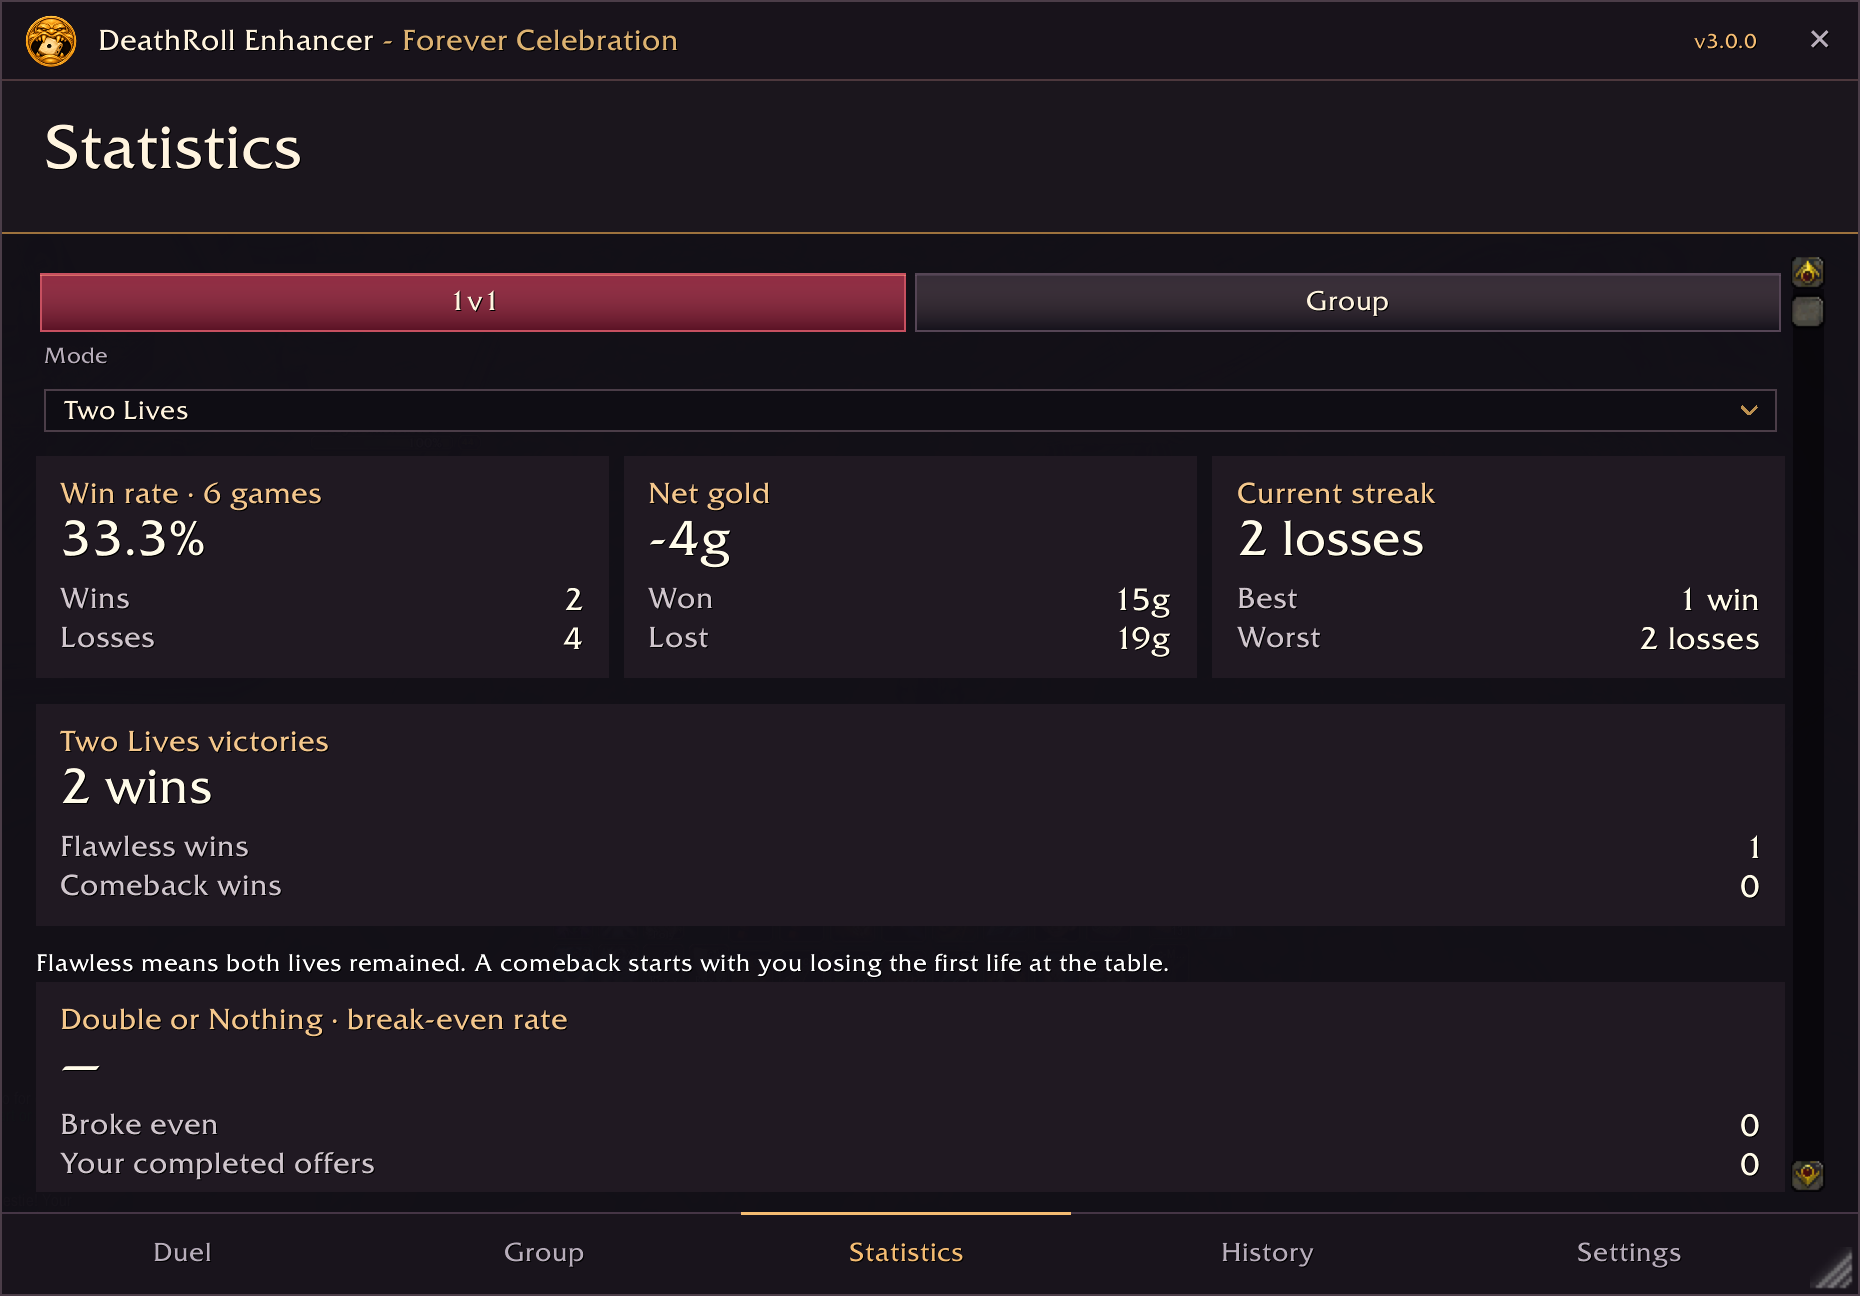 DeathRoll Enhancer - Forever Celebration
v3.0.0
Statistics
1v1
Group
Mode
Two Lives
Win rate · 6 games
33.3%
Wins 2
Losses 4
Net gold
-4g
Won 15g
Lost 19g
Current streak
2 losses
Best 1 win
Worst 2 losses
Two Lives victories
2 wins
Flawless wins 1
Comeback wins 0
Flawless means both lives remained. A comeback starts with you losing the first life at the table.
Double or Nothing · break-even rate
—
Broke even 0
Your completed offers 0
Duel
Group
Statistics
History
Settings